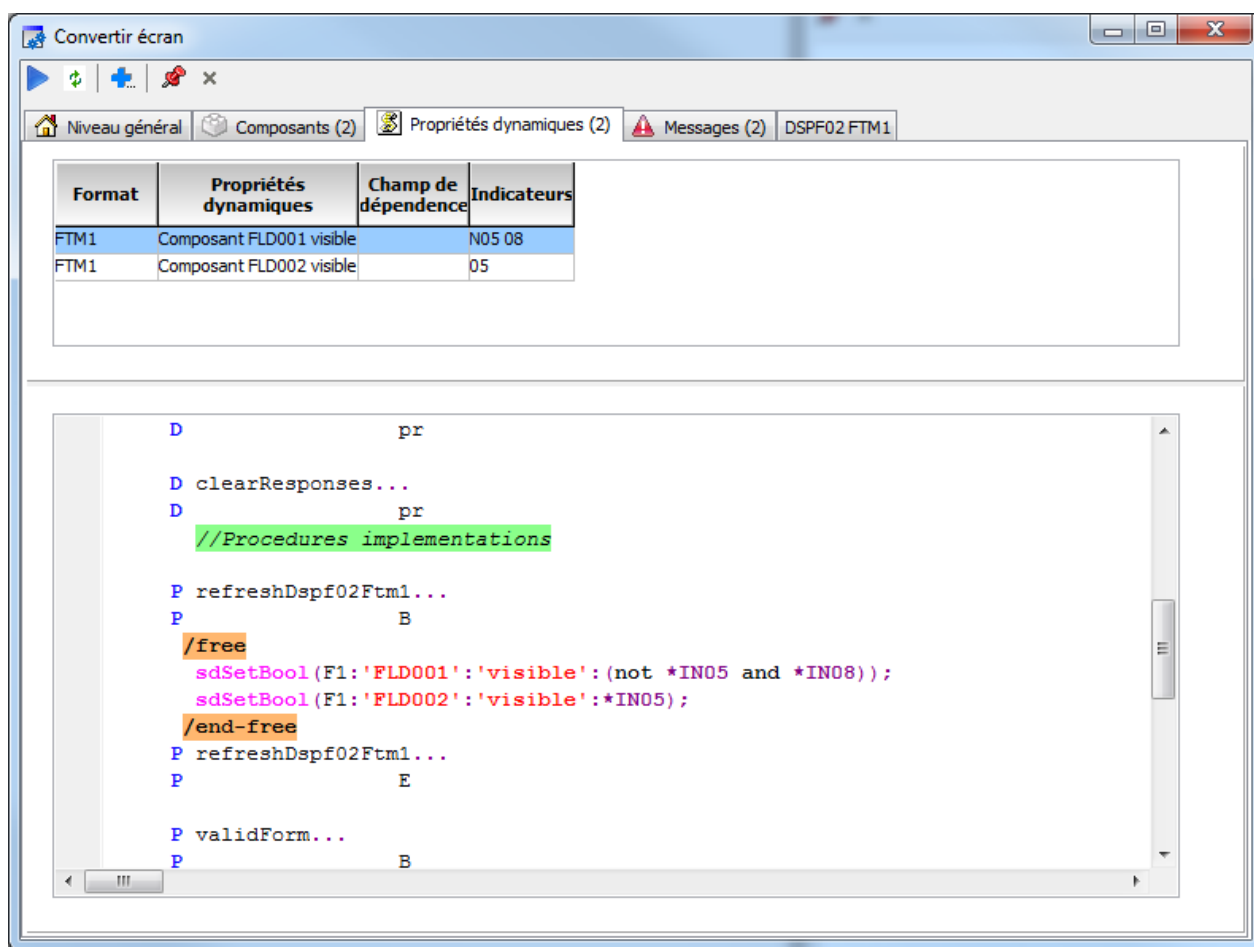 Convertir écran
Niveau général Composants (2) Propriétés dynamiques (2) Messages (2) DSPF02 FTM1
Format Propriétés dynamiques Champ de dépendence Indicateurs
FTM1 Composant FLD001 visible N05 08
FTM1 Composant FLD002 visible 05
D pr
D clearResponses...
D pr
//Procedures implementations
P refreshDspf02Ftm1...
P B
/free
sdSetBool(F1:'FLD001':'visible':(not *IN05 and *IN08));
sdSetBool(F1:'FLD002':'visible':*IN05);
/end-free
P refreshDspf02Ftm1...
P E
P validForm...
P B